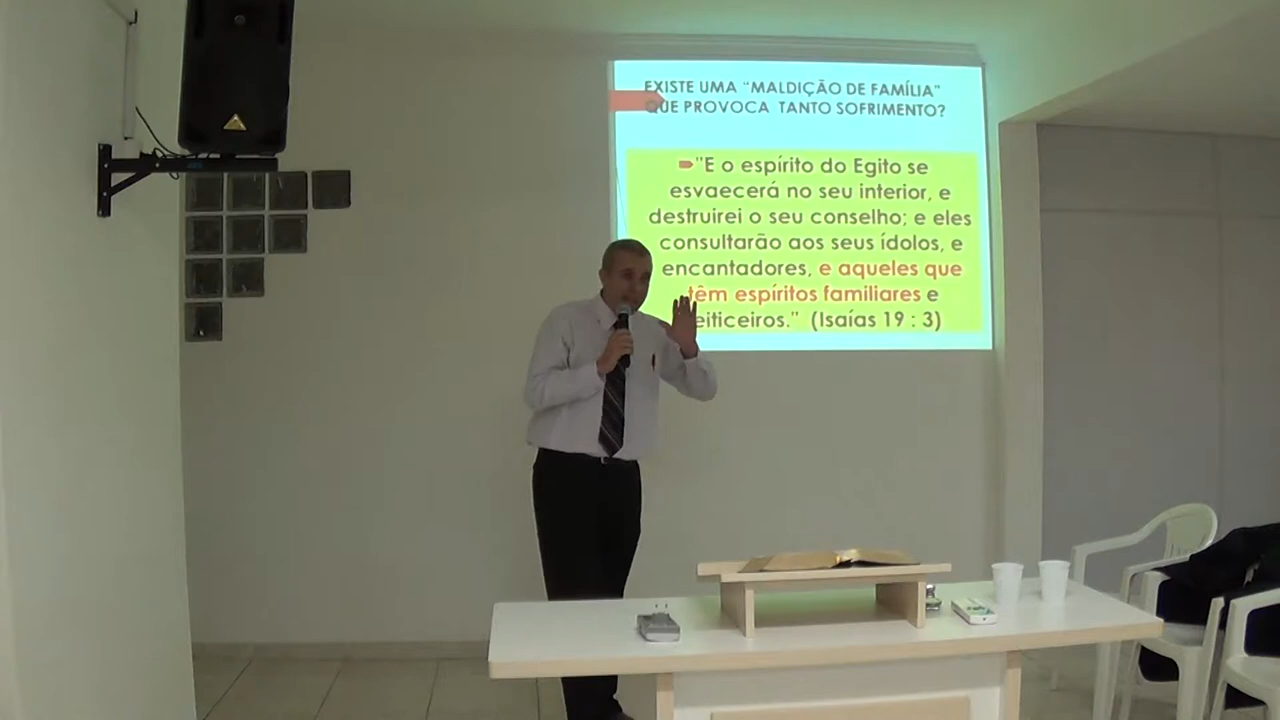 EXISTE UMA “MALDIÇÃO DE FAMÍLIA”
QUE PROVOCA TANTO SOFRIMENTO?
"E o espírito do Egito se
esvaecerá no seu interior, e
destruirei o seu conselho; e eles
consultarão aos seus ídolos, e
encantadores, e aqueles que
têm espíritos familiares e
eiticeiros." (Isaías 19 : 3)